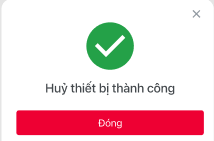 Huỷ thiết bị thành công
Đóng